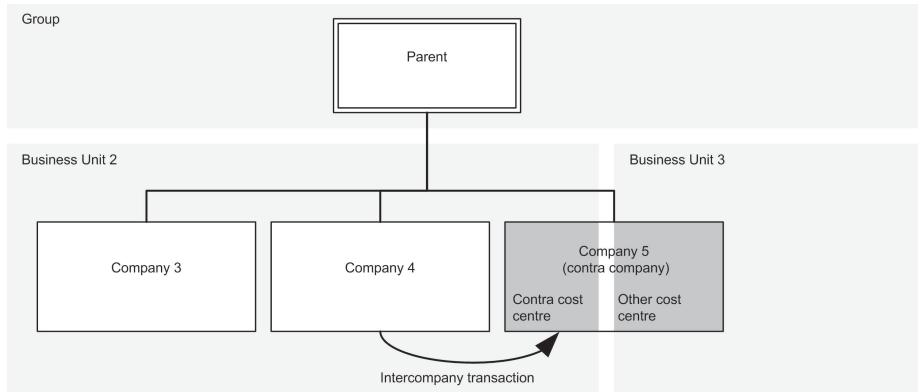 Group
Parent
Business Unit 2
Business Unit 3
Company 3
Company 4
Company 5
(contra company)
Contra cost
centre
Other cost
centre
Intercompany transaction